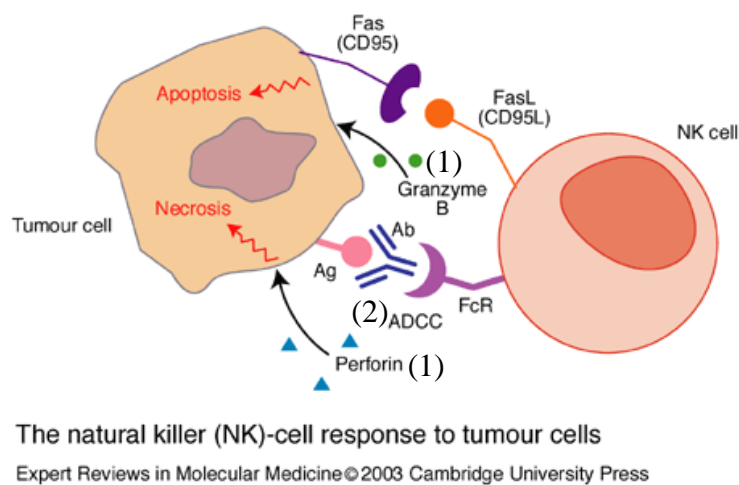 Fas
(CD95)
Apoptosis
FasL
(CD95L)
NK cell
(1)
Granzyme
B
Necrosis
Tumour cell
Ab
Ag
FcR
(2) ADCC
Perforin (1)
The natural killer (NK)-cell response to tumour cells
Expert Reviews in Molecular Medicine © 2003 Cambridge University Press